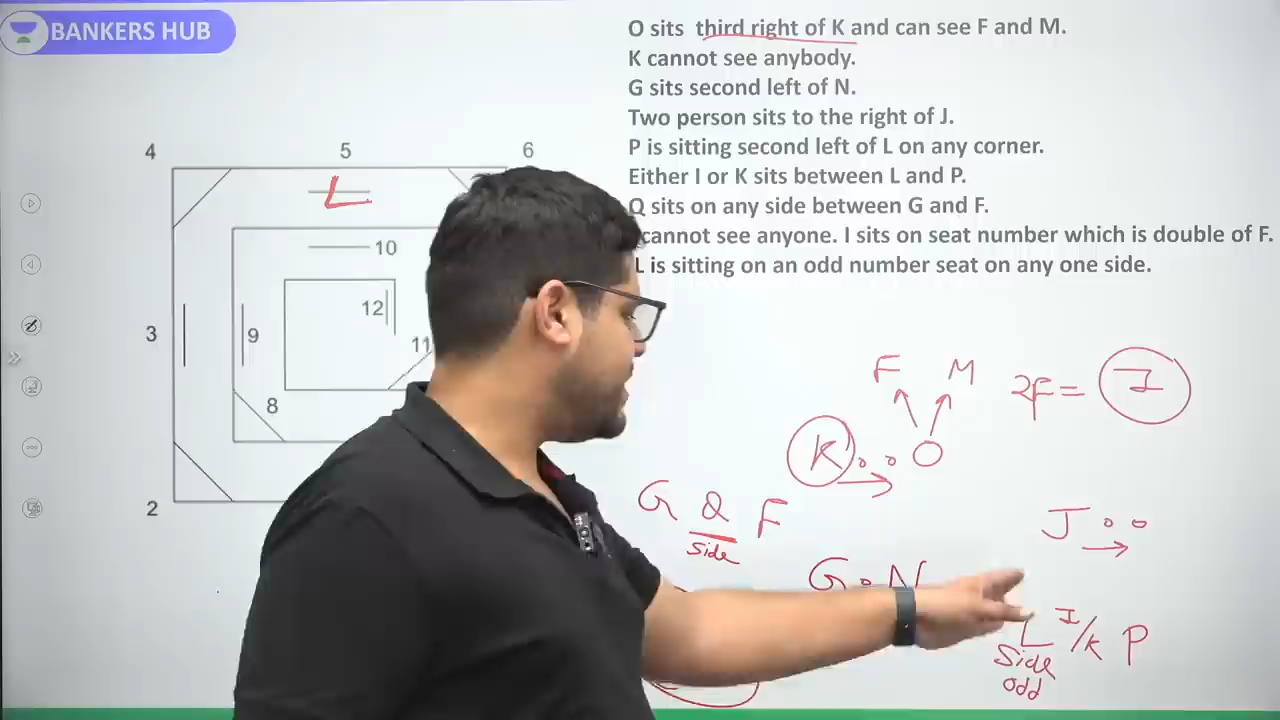 BANKERS HUB
O sits third right of K and can see F and M.
K cannot see anybody.
G sits second left of N.
Two person sits to the right of J.
P is sitting second left of L on any corner.
Either I or K sits between L and P.
Q sits on any side between G and F.
cannot see anyone. I sits on seat number which is double of F.
L is sitting on an odd number seat on any one side.
4 5 6
L
10
3 9 12
11
8
2
F M 2F = I
K O
G Q F
side
J
G N
L I/K P
Side
odd